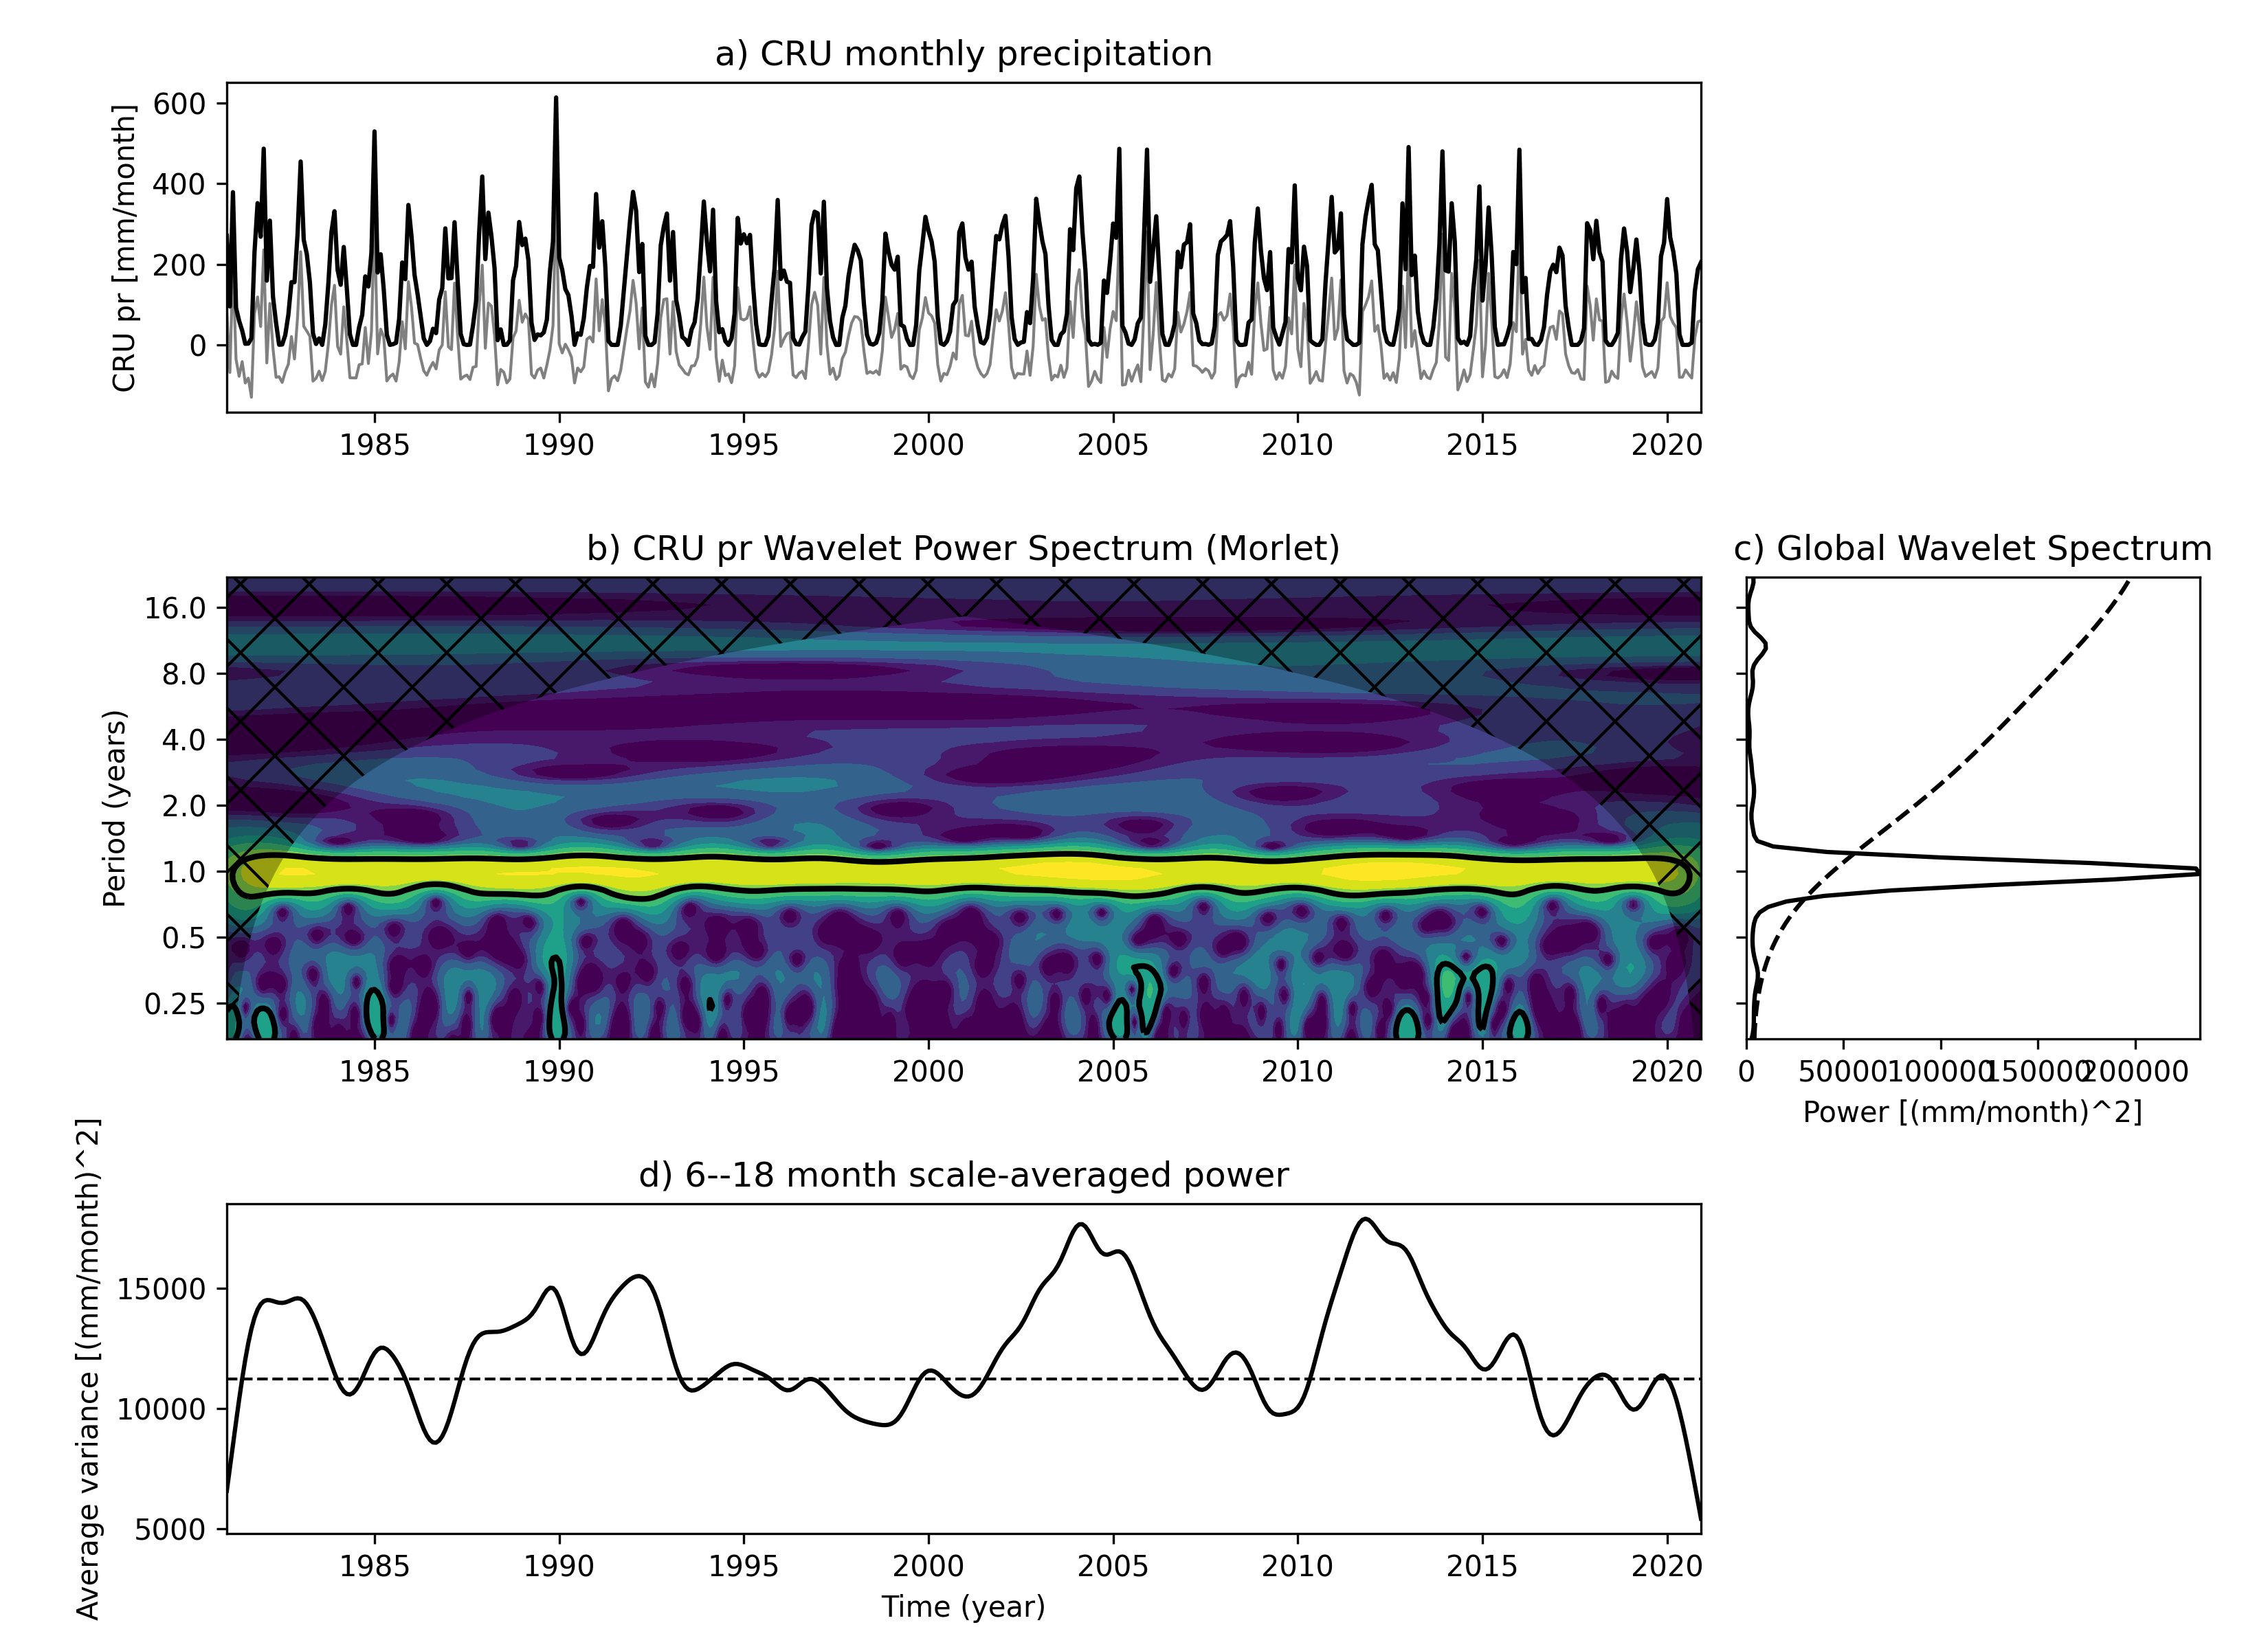 a) CRU monthly precipitation
CRU pr [mm/month]
600
400
200
0
1985 1990 1995 2000 2005 2010 2015 2020
b) CRU pr Wavelet Power Spectrum (Morlet)
Period (years)
16.0
8.0
4.0
2.0
1.0
0.5
0.25
1985 1990 1995 2000 2005 2010 2015 2020
c) Global Wavelet Spectrum
0 50000 100000 150000 200000
Power [(mm/month)^2]
d) 6--18 month scale-averaged power
Average variance [(mm/month)^2]
15000
10000
5000
1985 1990 1995 2000 2005 2010 2015 2020
Time (year)